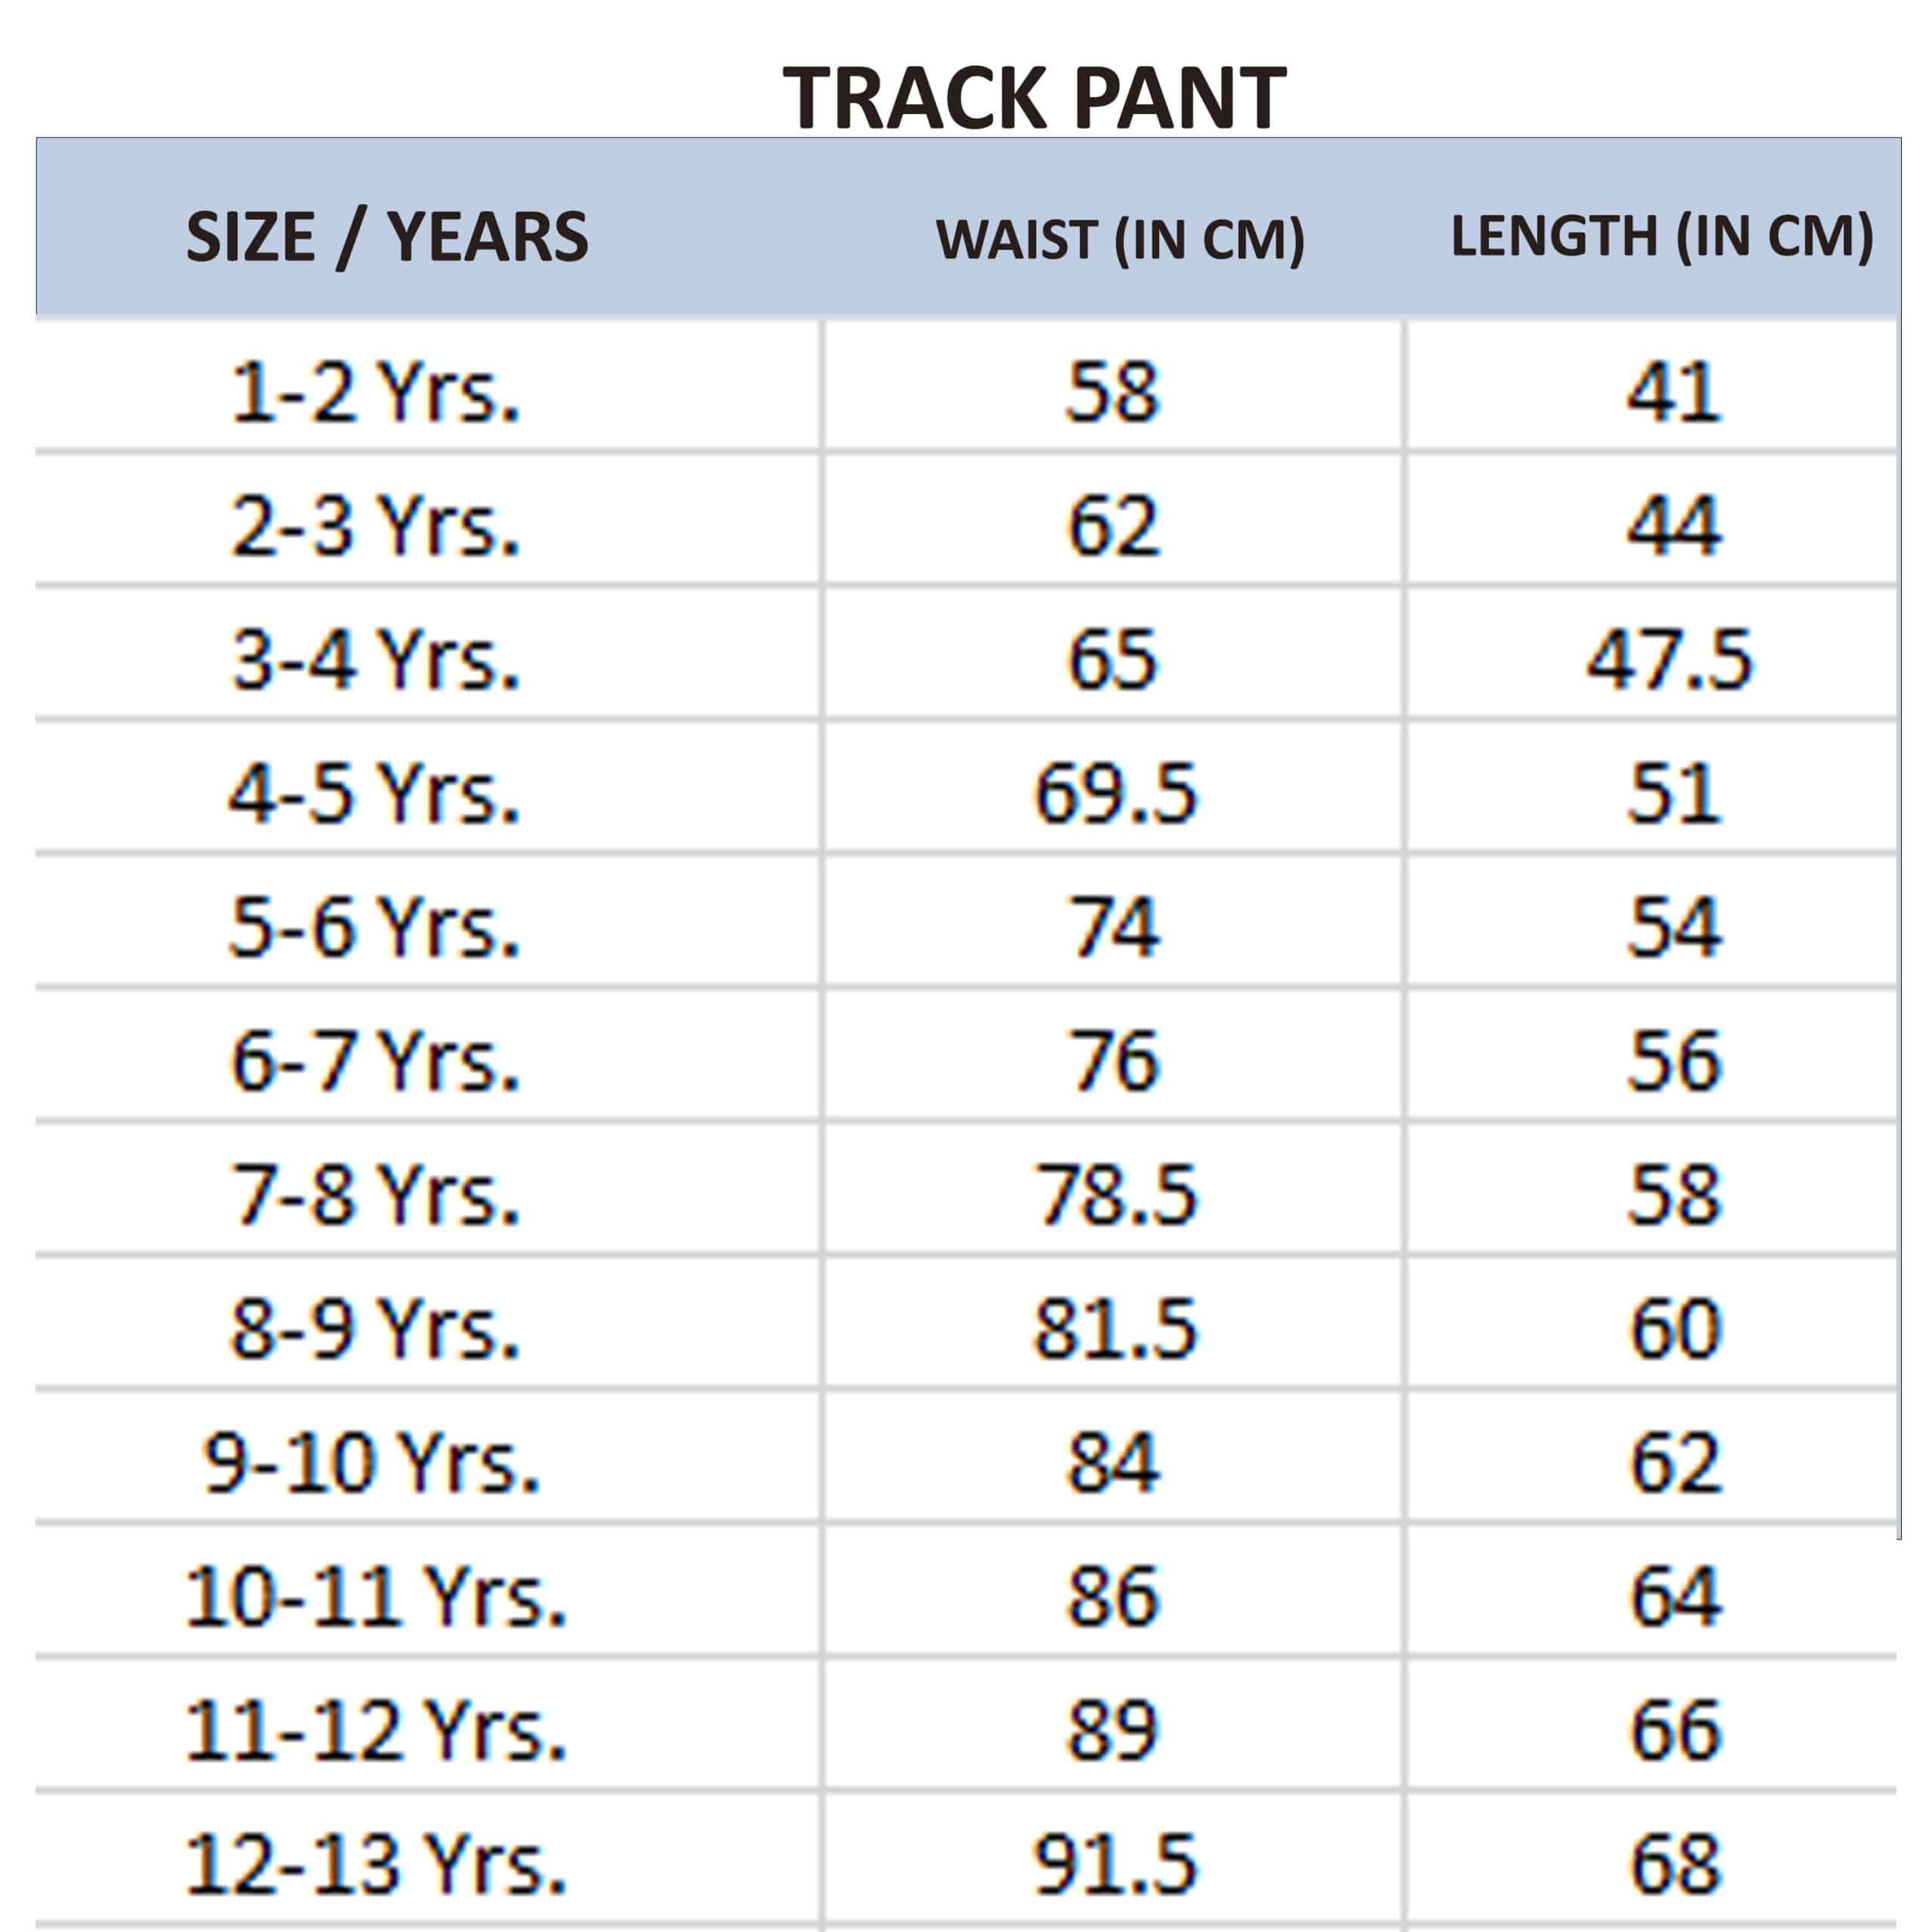 TRACK PANT
SIZE / YEARS WAIST (IN CM) LENGTH (IN CM)
1-2 Yrs. 58 41
2-3 Yrs. 62 44
3-4 Yrs. 65 47.5
4-5 Yrs. 69.5 51
5-6 Yrs. 74 54
6-7 Yrs. 76 56
7-8 Yrs. 78.5 58
8-9 Yrs. 81.5 60
9-10 Yrs. 84 62
10-11 Yrs. 86 64
11-12 Yrs. 89 66
12-13 Yrs. 91.5 68